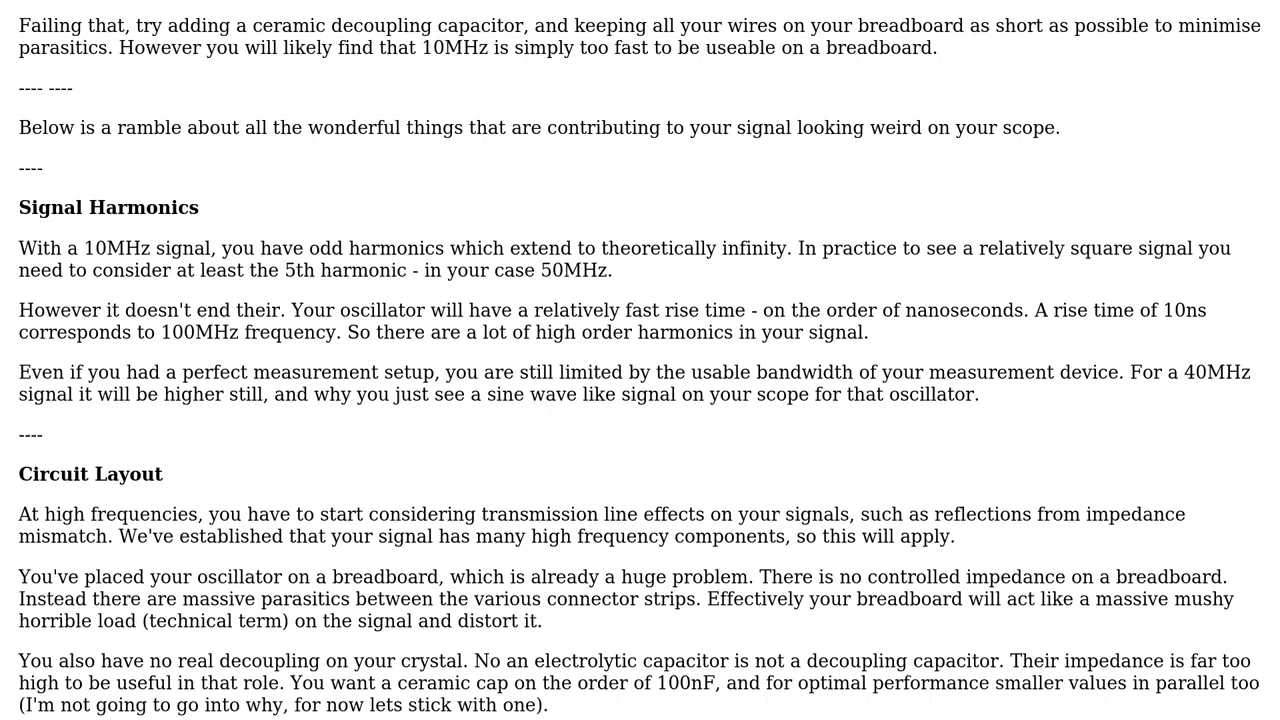 Failing that, try adding a ceramic decoupling capacitor, and keeping all your wires on your breadboard as short as possible to minimise
parasitics. However you will likely find that 10MHz is simply too fast to be useable on a breadboard.
---- ----
Below is a ramble about all the wonderful things that are contributing to your signal looking weird on your scope.
----
Signal Harmonics
With a 10MHz signal, you have odd harmonics which extend to theoretically infinity. In practice to see a relatively square signal you
need to consider at least the 5th harmonic - in your case 50MHz.
However it doesn't end their. Your oscillator will have a relatively fast rise time - on the order of nanoseconds. A rise time of 10ns
corresponds to 100MHz frequency. So there are a lot of high order harmonics in your signal.
Even if you had a perfect measurement setup, you are still limited by the usable bandwidth of your measurement device. For a 40MHz
signal it will be higher still, and why you just see a sine wave like signal on your scope for that oscillator.
----
Circuit Layout
At high frequencies, you have to start considering transmission line effects on your signals, such as reflections from impedance
mismatch. We've established that your signal has many high frequency components, so this will apply.
You've placed your oscillator on a breadboard, which is already a huge problem. There is no controlled impedance on a breadboard.
Instead there are massive parasitics between the various connector strips. Effectively your breadboard will act like a massive mushy
horrible load (technical term) on the signal and distort it.
You also have no real decoupling on your crystal. No an electrolytic capacitor is not a decoupling capacitor. Their impedance is far too
high to be useful in that role. You want a ceramic cap on the order of 100nF, and for optimal performance smaller values in parallel too
(I'm not going to go into why, for now lets stick with one).